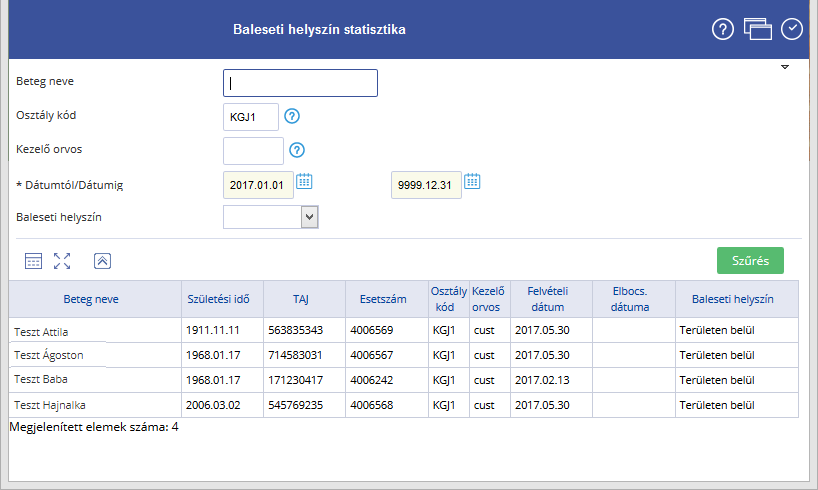 Baleseti helyszín statisztika
Beteg neve
Osztály kód KGJ1
Kezelő orvos
* Dátumtól/Dátumig 2017.01.01 9999.12.31
Baleseti helyszín
Szűrés
Beteg neve Születési idő TAJ Esetszám Osztály kód Kezelő orvos Felvételi dátum Elbocs. dátuma Baleseti helyszín
Teszt Attila 1911.11.11 563835343 4006569 KGJ1 cust 2017.05.30 Területen belül
Teszt Ágoston 1968.01.17 714583031 4006567 KGJ1 cust 2017.05.30 Területen belül
Teszt Baba 1968.01.17 171230417 4006242 KGJ1 cust 2017.02.13 Területen belül
Teszt Hajnalka 2006.03.02 545769235 4006568 KGJ1 cust 2017.05.30 Területen belül
Megjelenített elemek száma: 4